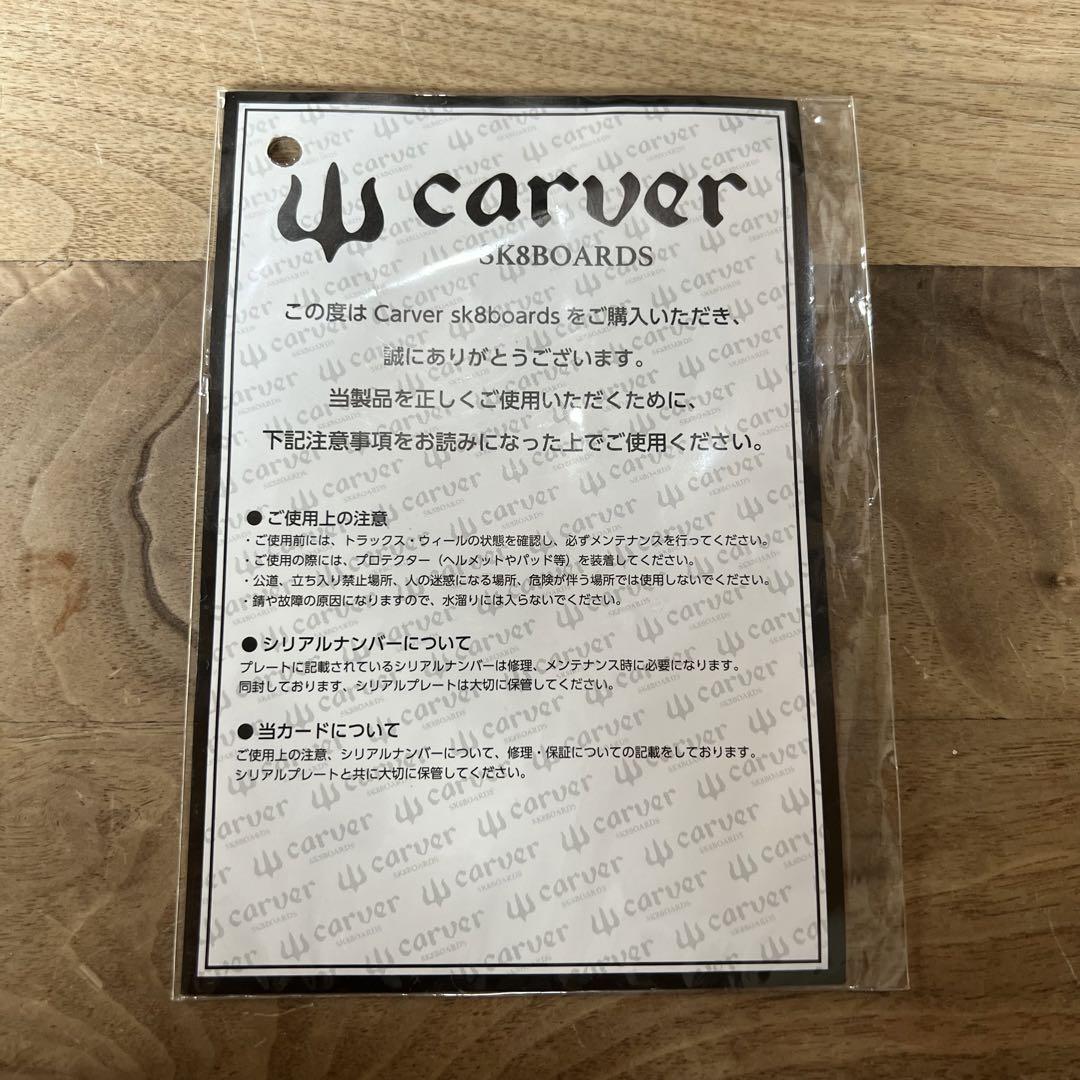 carver
SK8BOARDS
この度は Carver sk8boards をご購入いただき、
誠にありがとうございます。
当製品を正しくご使用いただくために、
下記注意事項をお読みになった上でご使用ください。
●ご使用上の注意
・ご使用前には、トラックス・ウィールの状態を確認し、必ずメンテナンスを行ってください。
・ご使用の際には、プロテクター（ヘルメットやパッド等）を装着してください。
・公道、立ち入り禁止場所、人の迷惑になる場所、危険が伴う場所では使用しないでください。
・錆や故障の原因になりますので、水溜りには入らないでください。
●シリアルナンバーについて
プレートに記載されているシリアルナンバーは修理、メンテナンス時に必要になります。
同封しております、シリアルプレートは大切に保管してください。
●当カードについて
ご使用上の注意、シリアルナンバーについて、修理・保証についての記載をしております。
シリアルプレートと共に大切に保管してください。